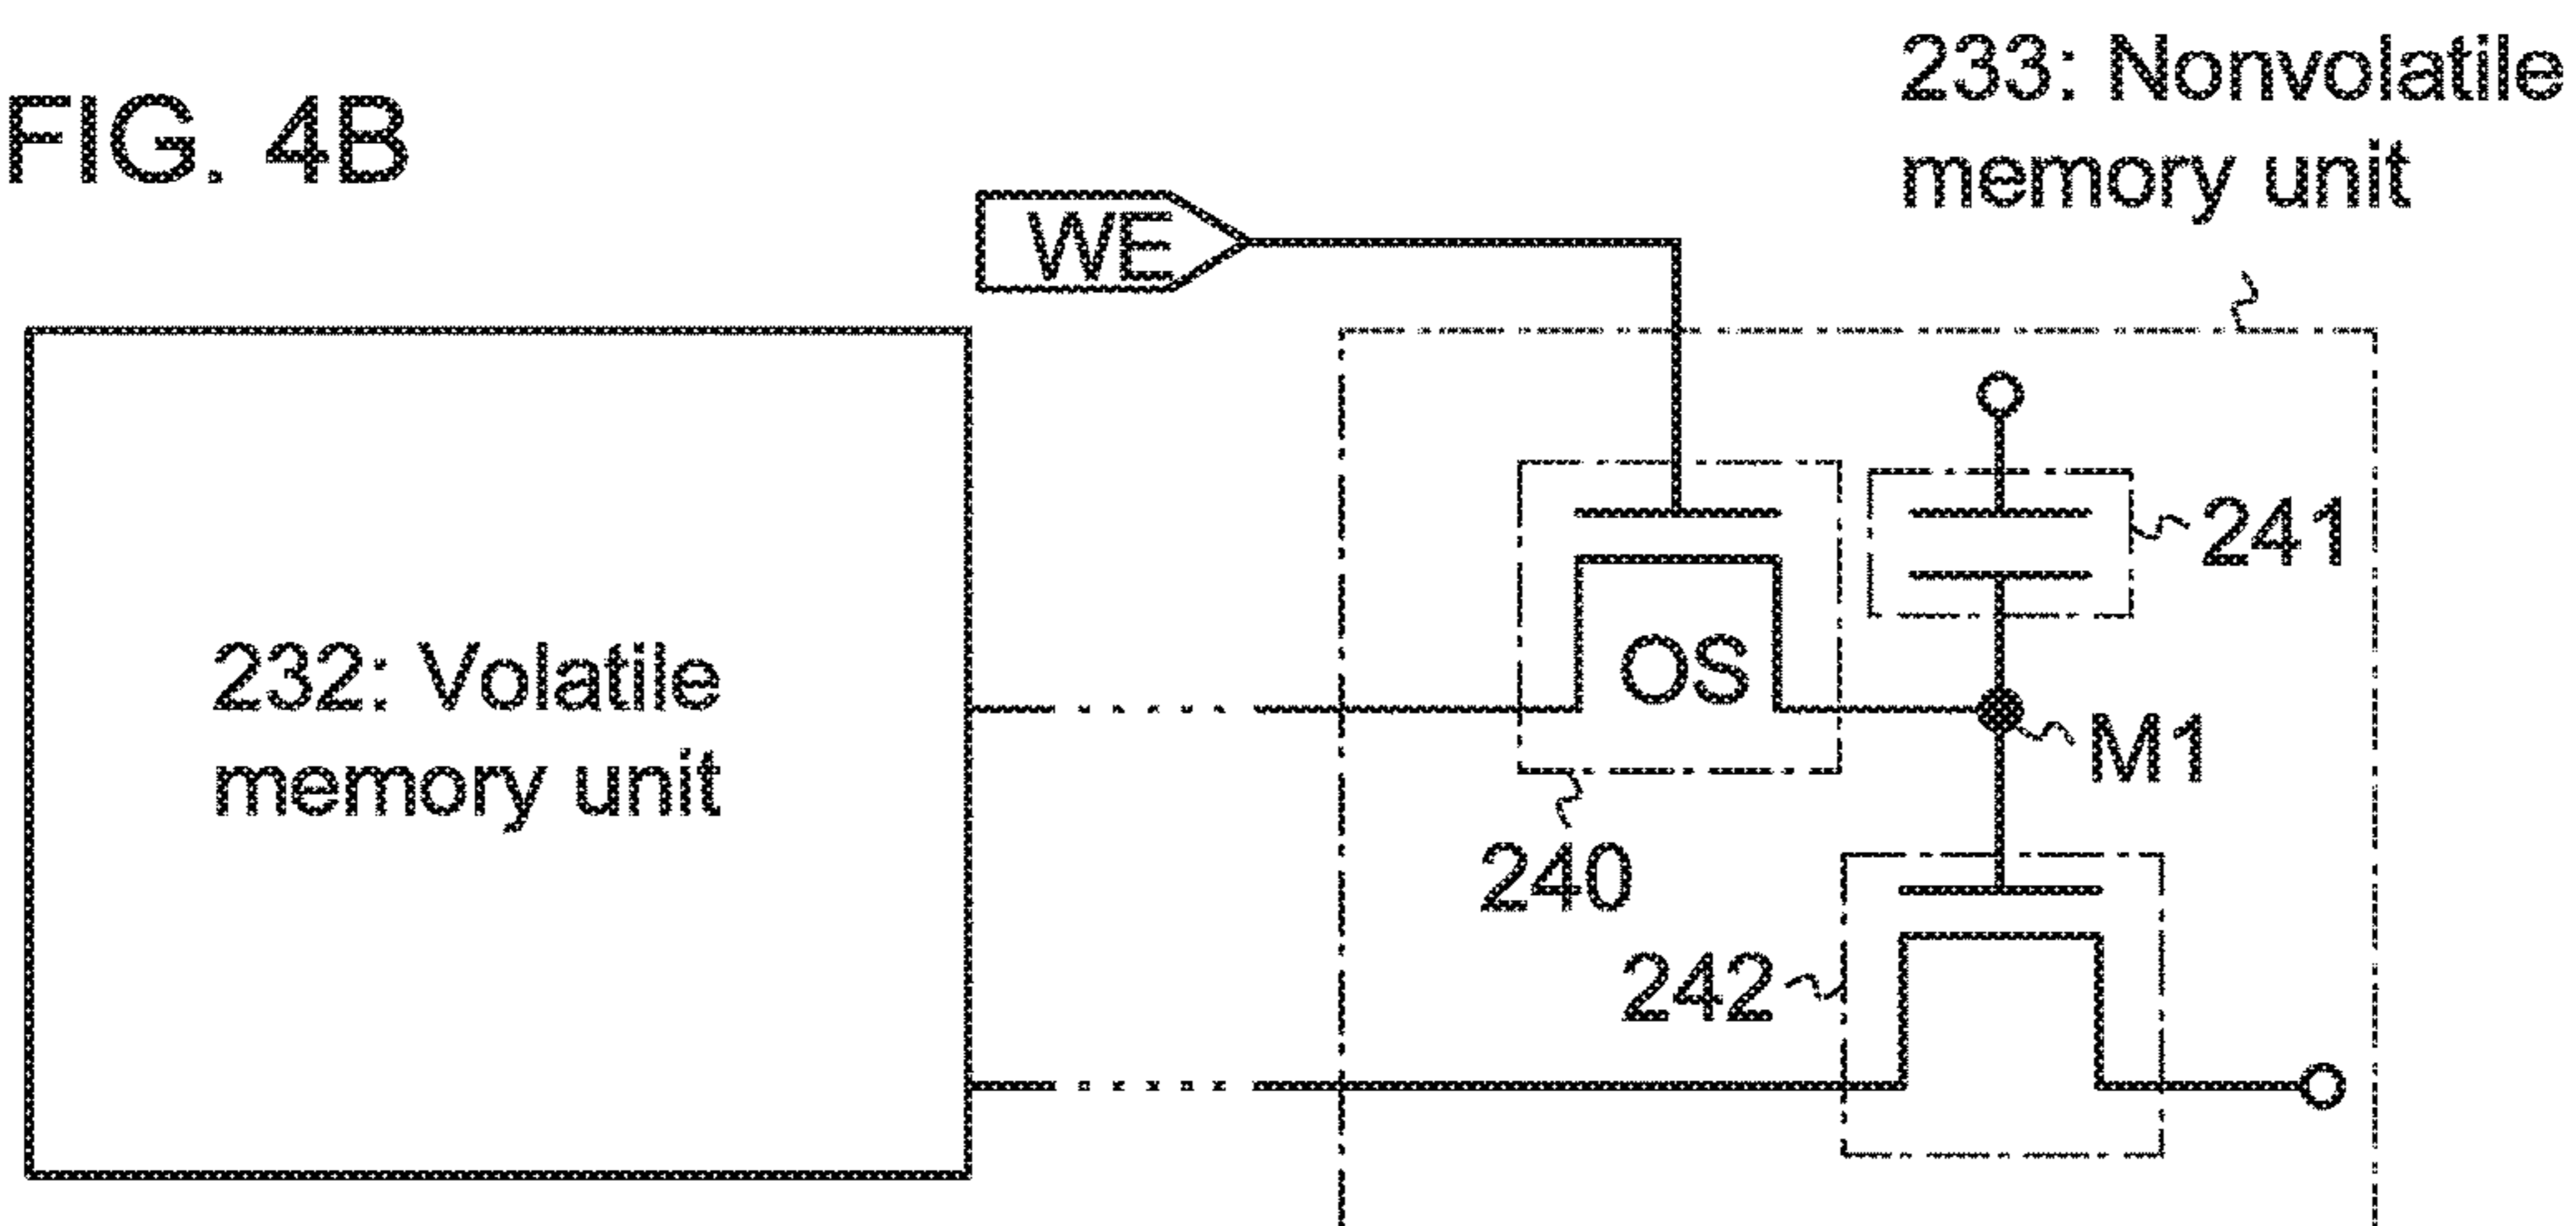 FIG. 4B
233: Nonvolatile
memory unit
WE
241
OS
232: Volatile
memory unit
M1
240
242